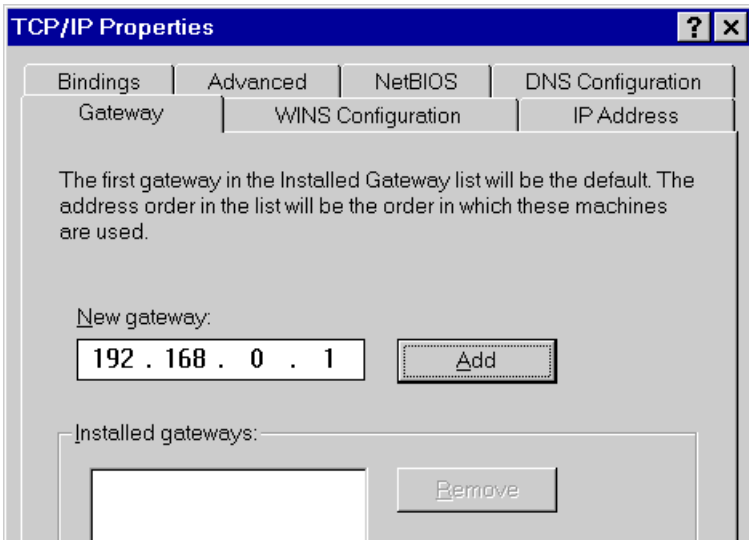 TCP/IP Properties
Bindings Advanced NetBIOS DNS Configuration
Gateway WINS Configuration IP Address
The first gateway in the Installed Gateway list will be the default. The
address order in the list will be the order in which these machines
are used.
New gateway:
192 . 168 . 0 . 1 Add
Installed gateways:
Remove